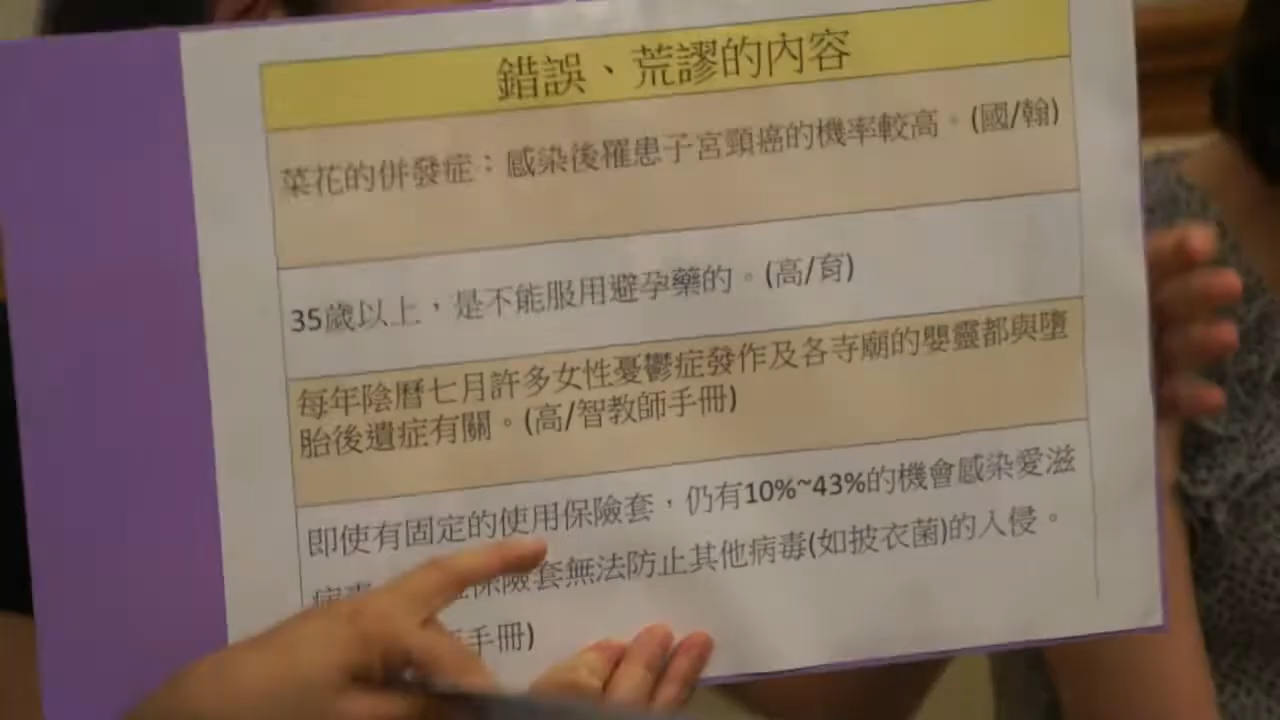 錯誤、荒謬的內容
菜花的併發症：感染後罹患子宮頸癌的機率較高。(國/翰)
35歲以上，是不能服用避孕藥的。(高/育)
每年陰曆七月許多女性憂鬱症發作及各寺廟的嬰靈都與墮
胎後遺症有關。(高/智教師手冊)
即使有固定的使用保險套，仍有10%~43%的機會感染愛滋
保險套無法防止其他病毒(如披衣菌)的入侵。
手冊)